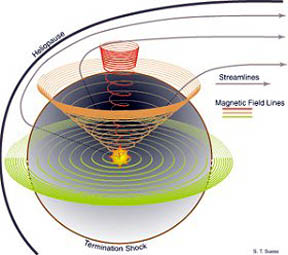 Heliopause
Streamlines
Magnetic Field Lines
Termination Shock
S. T. Suess